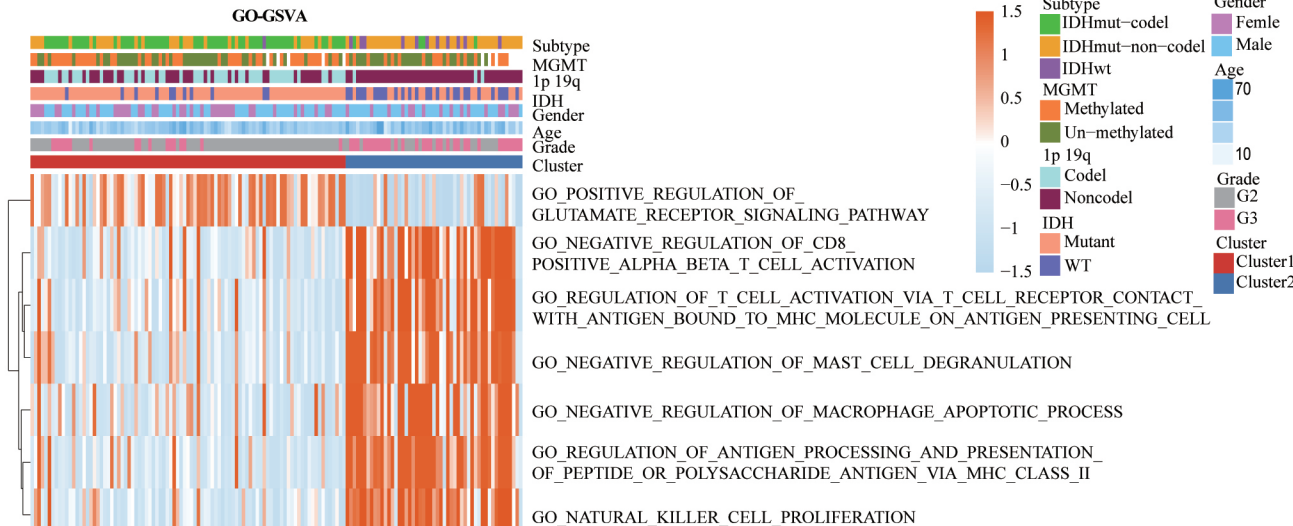 GO-GSVA
Subtype
MGMT
1p 19q
IDH
Gender
Age
Grade
Cluster
GO_POSITIVE_REGULATION_OF_
GLUTAMATE_RECEPTOR_SIGNALING_PATHWAY
GO_NEGATIVE_REGULATION_OF_CD8_
POSITIVE_ALPHA_BETA_T_CELL_ACTIVATION
GO_REGULATION_OF_T_CELL_ACTIVATION_VIA_T_CELL_RECEPTOR_CONTACT_
WITH_ANTIGEN_BOUND_TO_MHC_MOLECULE_ON_ANTIGEN_PRESENTING_CELL
GO_NEGATIVE_REGULATION_OF_MAST_CELL_DEGRANULATION
GO_NEGATIVE_REGULATION_OF_MACROPHAGE_APOPTOTIC_PROCESS
GO_REGULATION_OF_ANTIGEN_PROCESSING_AND_PRESENTATION_
OF_PEPTIDE_OR_POLYSACCHARIDE_ANTIGEN_VIA_MHC_CLASS_II
GO_NATURAL_KILLER_CELL_PROLIFERATION
1.5
1
0.5
0
−0.5
−1
−1.5
Subtype
IDHmut−codel
IDHmut−non−codel
IDHwt
MGMT
Methylated
Un−methylated
1p 19q
Codel
Noncodel
IDH
Mutant
WT
Gender
Femle
Male
Age
70
10
Grade
G2
G3
Cluster
Cluster1
Cluster2